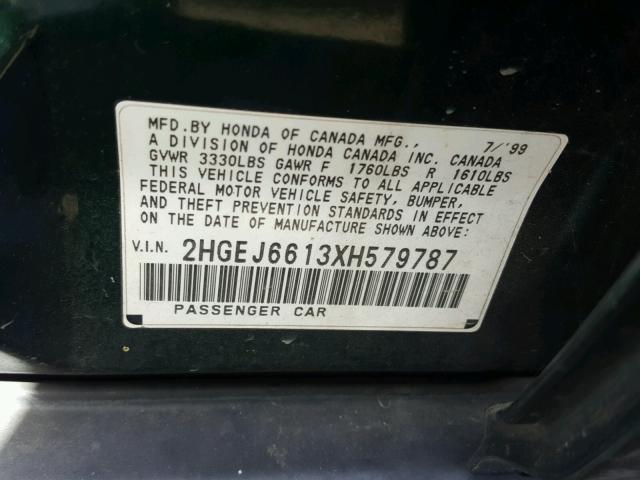 MFD. BY HONDA OF CANADA MFG., 7/'99
A DIVISION OF HONDA CANADA INC. CANADA
GVWR 3330LBS GAWR F 1760LBS R 1610LBS
THIS VEHICLE CONFORMS TO ALL APPLICABLE
FEDERAL MOTOR VEHICLE SAFETY, BUMPER,
AND THEFT PREVENTION STANDARDS IN EFFECT
ON THE DATE OF MANUFACTURE SHOWN ABOVE:
V.I.N. 2HGEJ6613XH579787
PASSENGER CAR